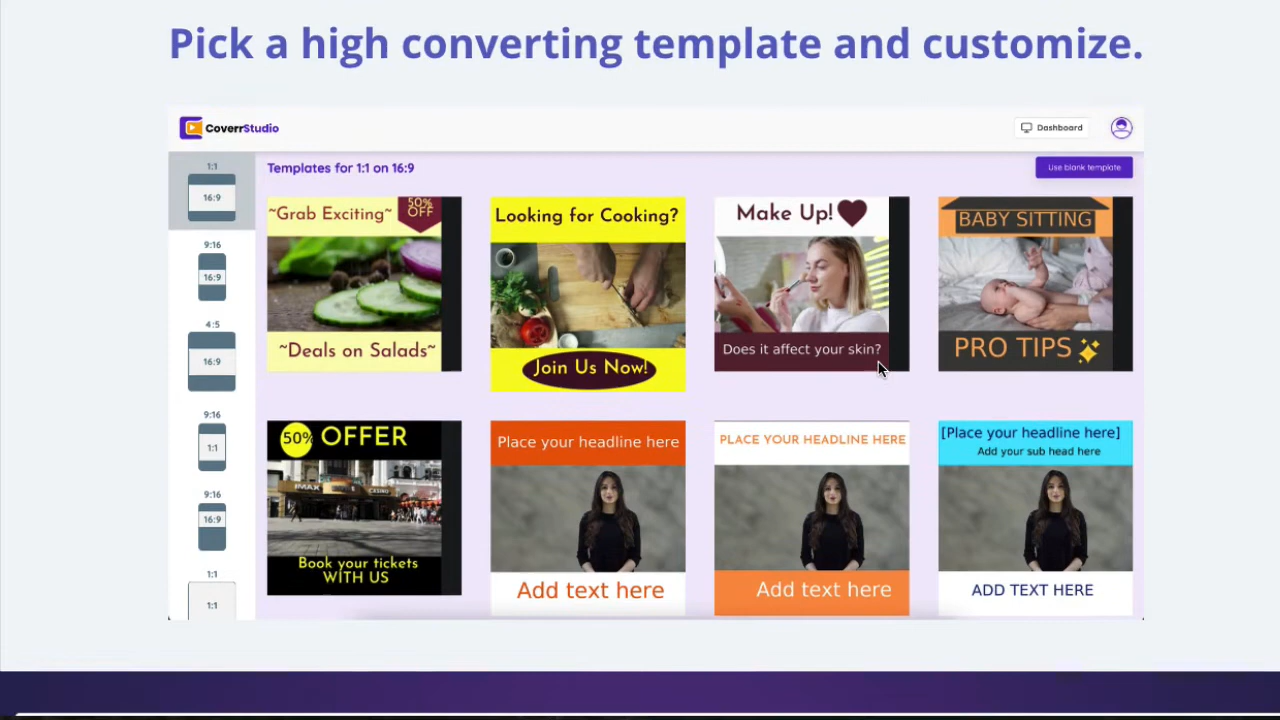 Pick a high converting template and customize.
CoverrStudio
Dashboard
Templates for 1:1 on 16:9
Use blank template
1:1
16:9
9:16
16:9
4:5
16:9
9:16
1:1
9:16
16:9
1:1
1:1
~Grab Exciting~
50%
OFF
~Deals on Salads~
Looking for Cooking?
Join Us Now!
Make Up!
Does it affect your skin?
BABY SITTING
PRO TIPS
50% OFFER
IMAX
CASINO
Book your tickets
WITH US
Place your headline here
Add text here
PLACE YOUR HEADLINE HERE
Add text here
[Place your headline here]
Add your sub head here
ADD TEXT HERE